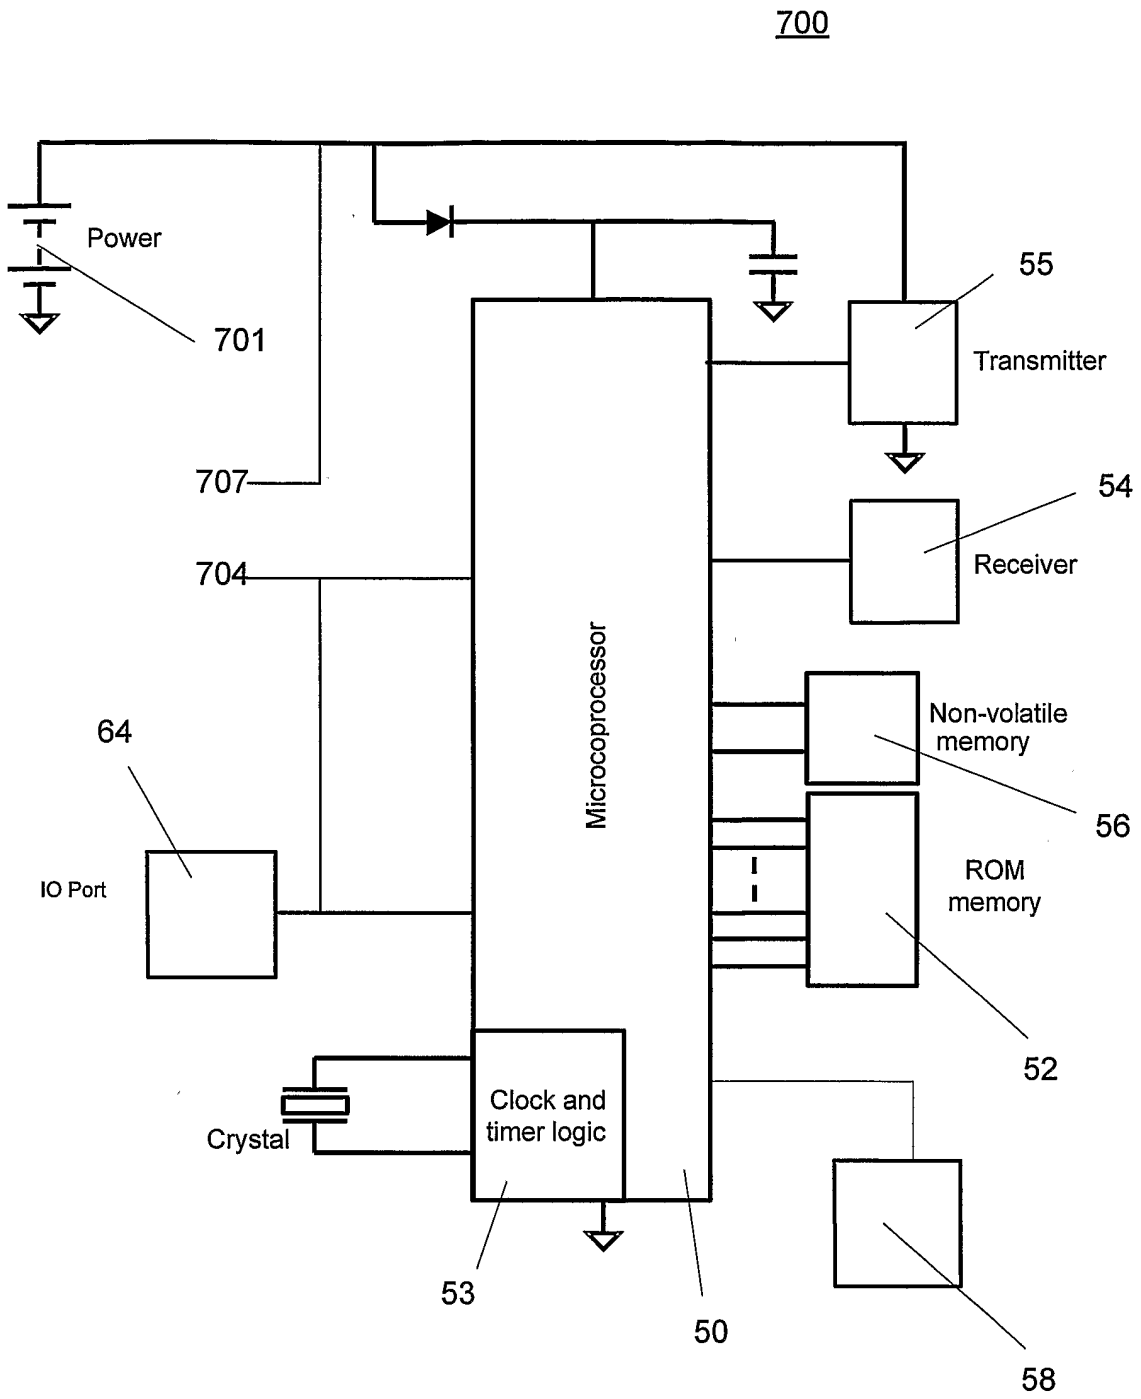 700
Power
701
55
Transmitter
707
54
704
Receiver
Microcoprocessor
64
Non-volatile
memory
56
IO Port
ROM
memory
52
Clock and
timer logic
Crystal
53
50
58